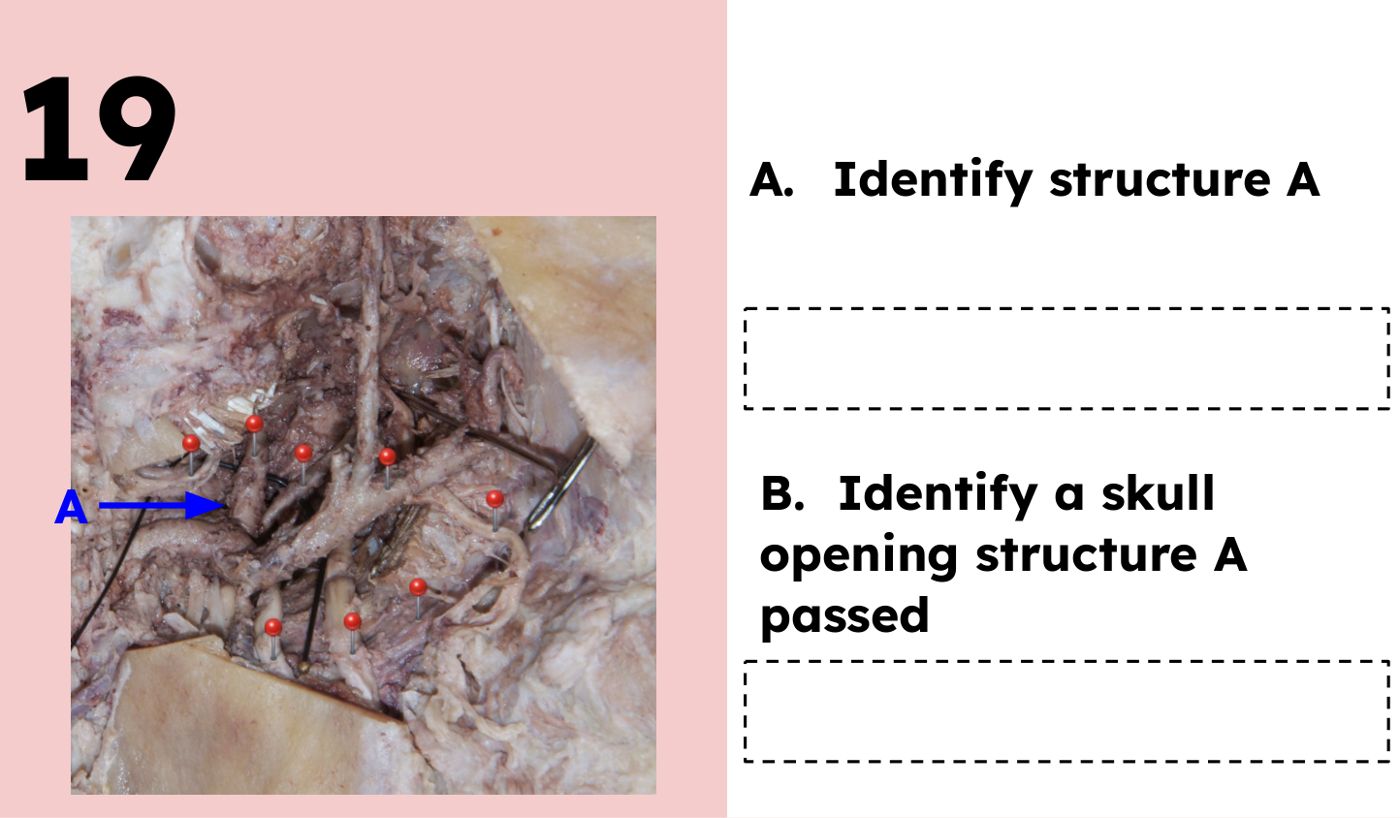 19
A
A. Identify structure A
B. Identify a skull
opening structure A
passed